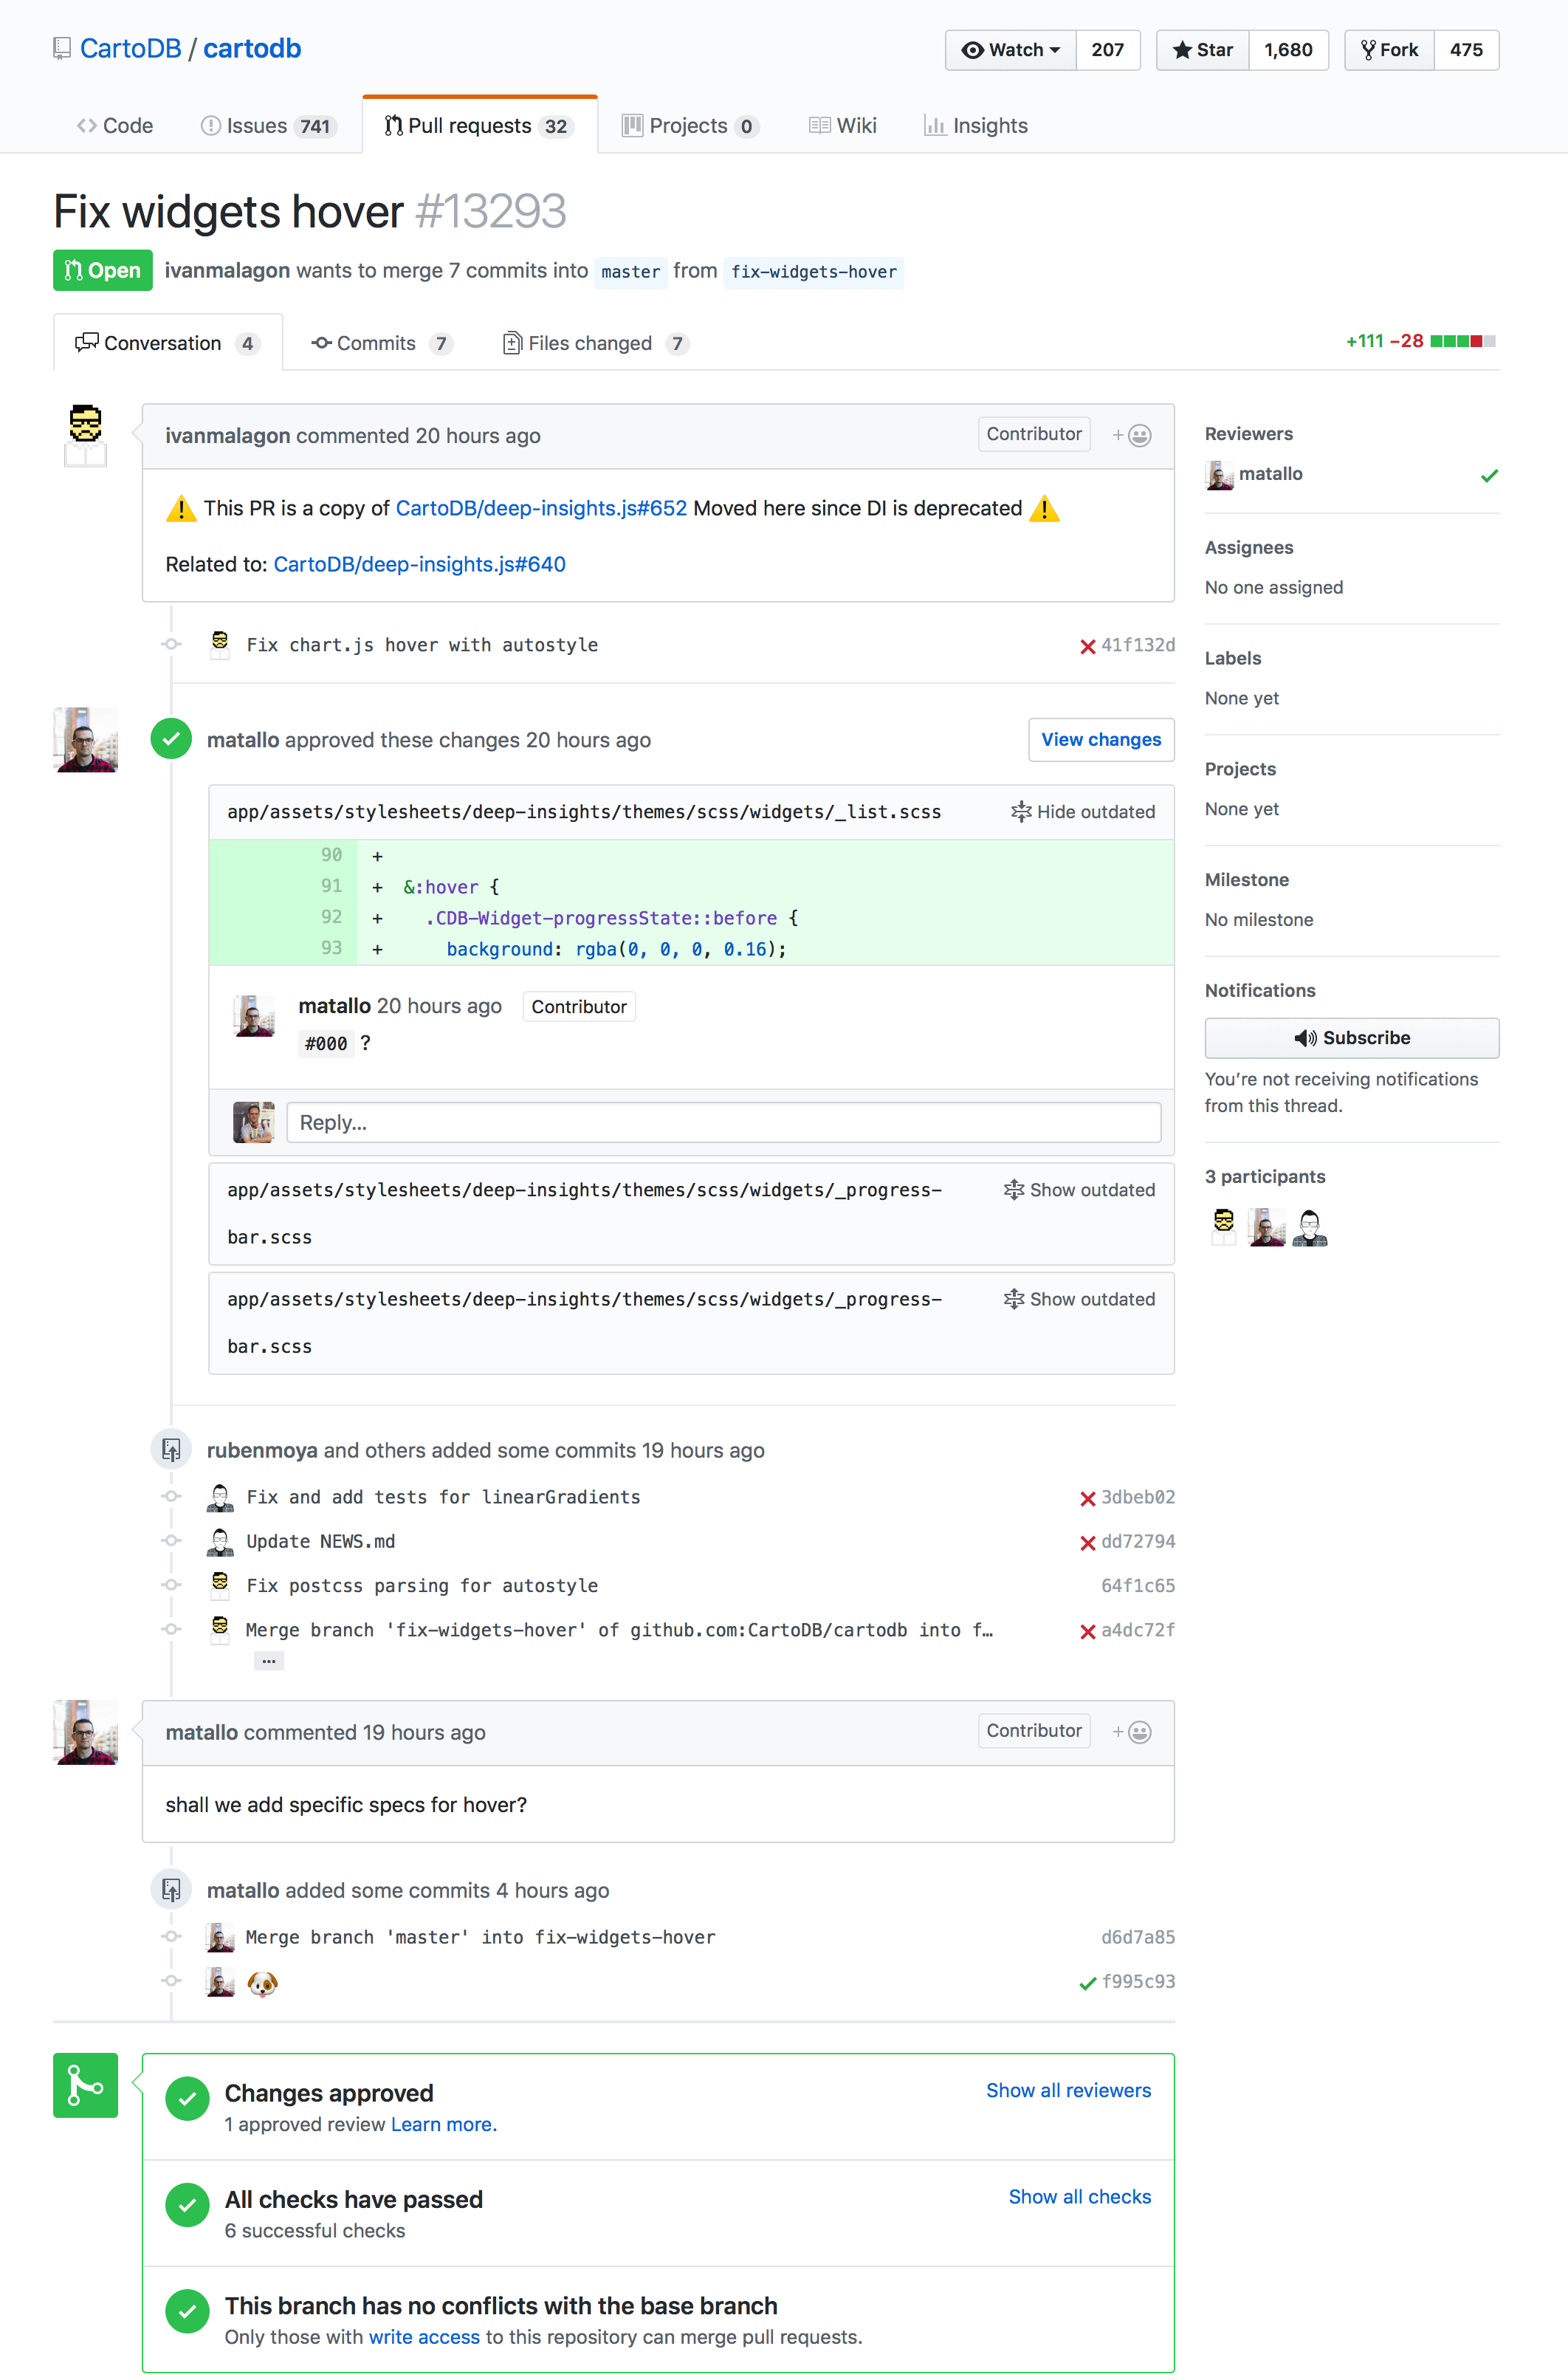 CartoDB / cartodb
Watch 207 Star 1,680 Fork 475
Code Issues 741 Pull requests 32 Projects 0 Wiki Insights
Fix widgets hover #13293
Open ivanmalagon wants to merge 7 commits into master from fix-widgets-hover
Conversation 4 Commits 7 Files changed 7 +111 −28
ivanmalagon commented 20 hours ago Contributor +
This PR is a copy of CartoDB/deep-insights.js#652 Moved here since DI is deprecated
Related to: CartoDB/deep-insights.js#640
Fix chart.js hover with autostyle 41f132d
matallo approved these changes 20 hours ago View changes
app/assets/stylesheets/deep-insights/themes/scss/widgets/_list.scss Hide outdated
90 +
91 + &:hover {
92 + .CDB-Widget-progressState::before {
93 + background: rgba(0, 0, 0, 0.16);
matallo 20 hours ago Contributor
#000 ?
Reply...
app/assets/stylesheets/deep-insights/themes/scss/widgets/_progress-
bar.scss
Show outdated
app/assets/stylesheets/deep-insights/themes/scss/widgets/_progress-
bar.scss
Show outdated
rubenmoya and others added some commits 19 hours ago
Fix and add tests for linearGradients 3dbeb02
Update NEWS.md dd72794
Fix postcss parsing for autostyle 64f1c65
Merge branch 'fix-widgets-hover' of github.com:CartoDB/cartodb into f… a4dc72f
…
matallo commented 19 hours ago Contributor +
shall we add specific specs for hover?
matallo added some commits 4 hours ago
Merge branch 'master' into fix-widgets-hover d6d7a85
🐶 f995c93
Changes approved Show all reviewers
1 approved review Learn more.
All checks have passed Show all checks
6 successful checks
This branch has no conflicts with the base branch
Only those with write access to this repository can merge pull requests.
Reviewers
matallo
Assignees
No one assigned
Labels
None yet
Projects
None yet
Milestone
No milestone
Notifications
Subscribe
You’re not receiving notifications
from this thread.
3 participants